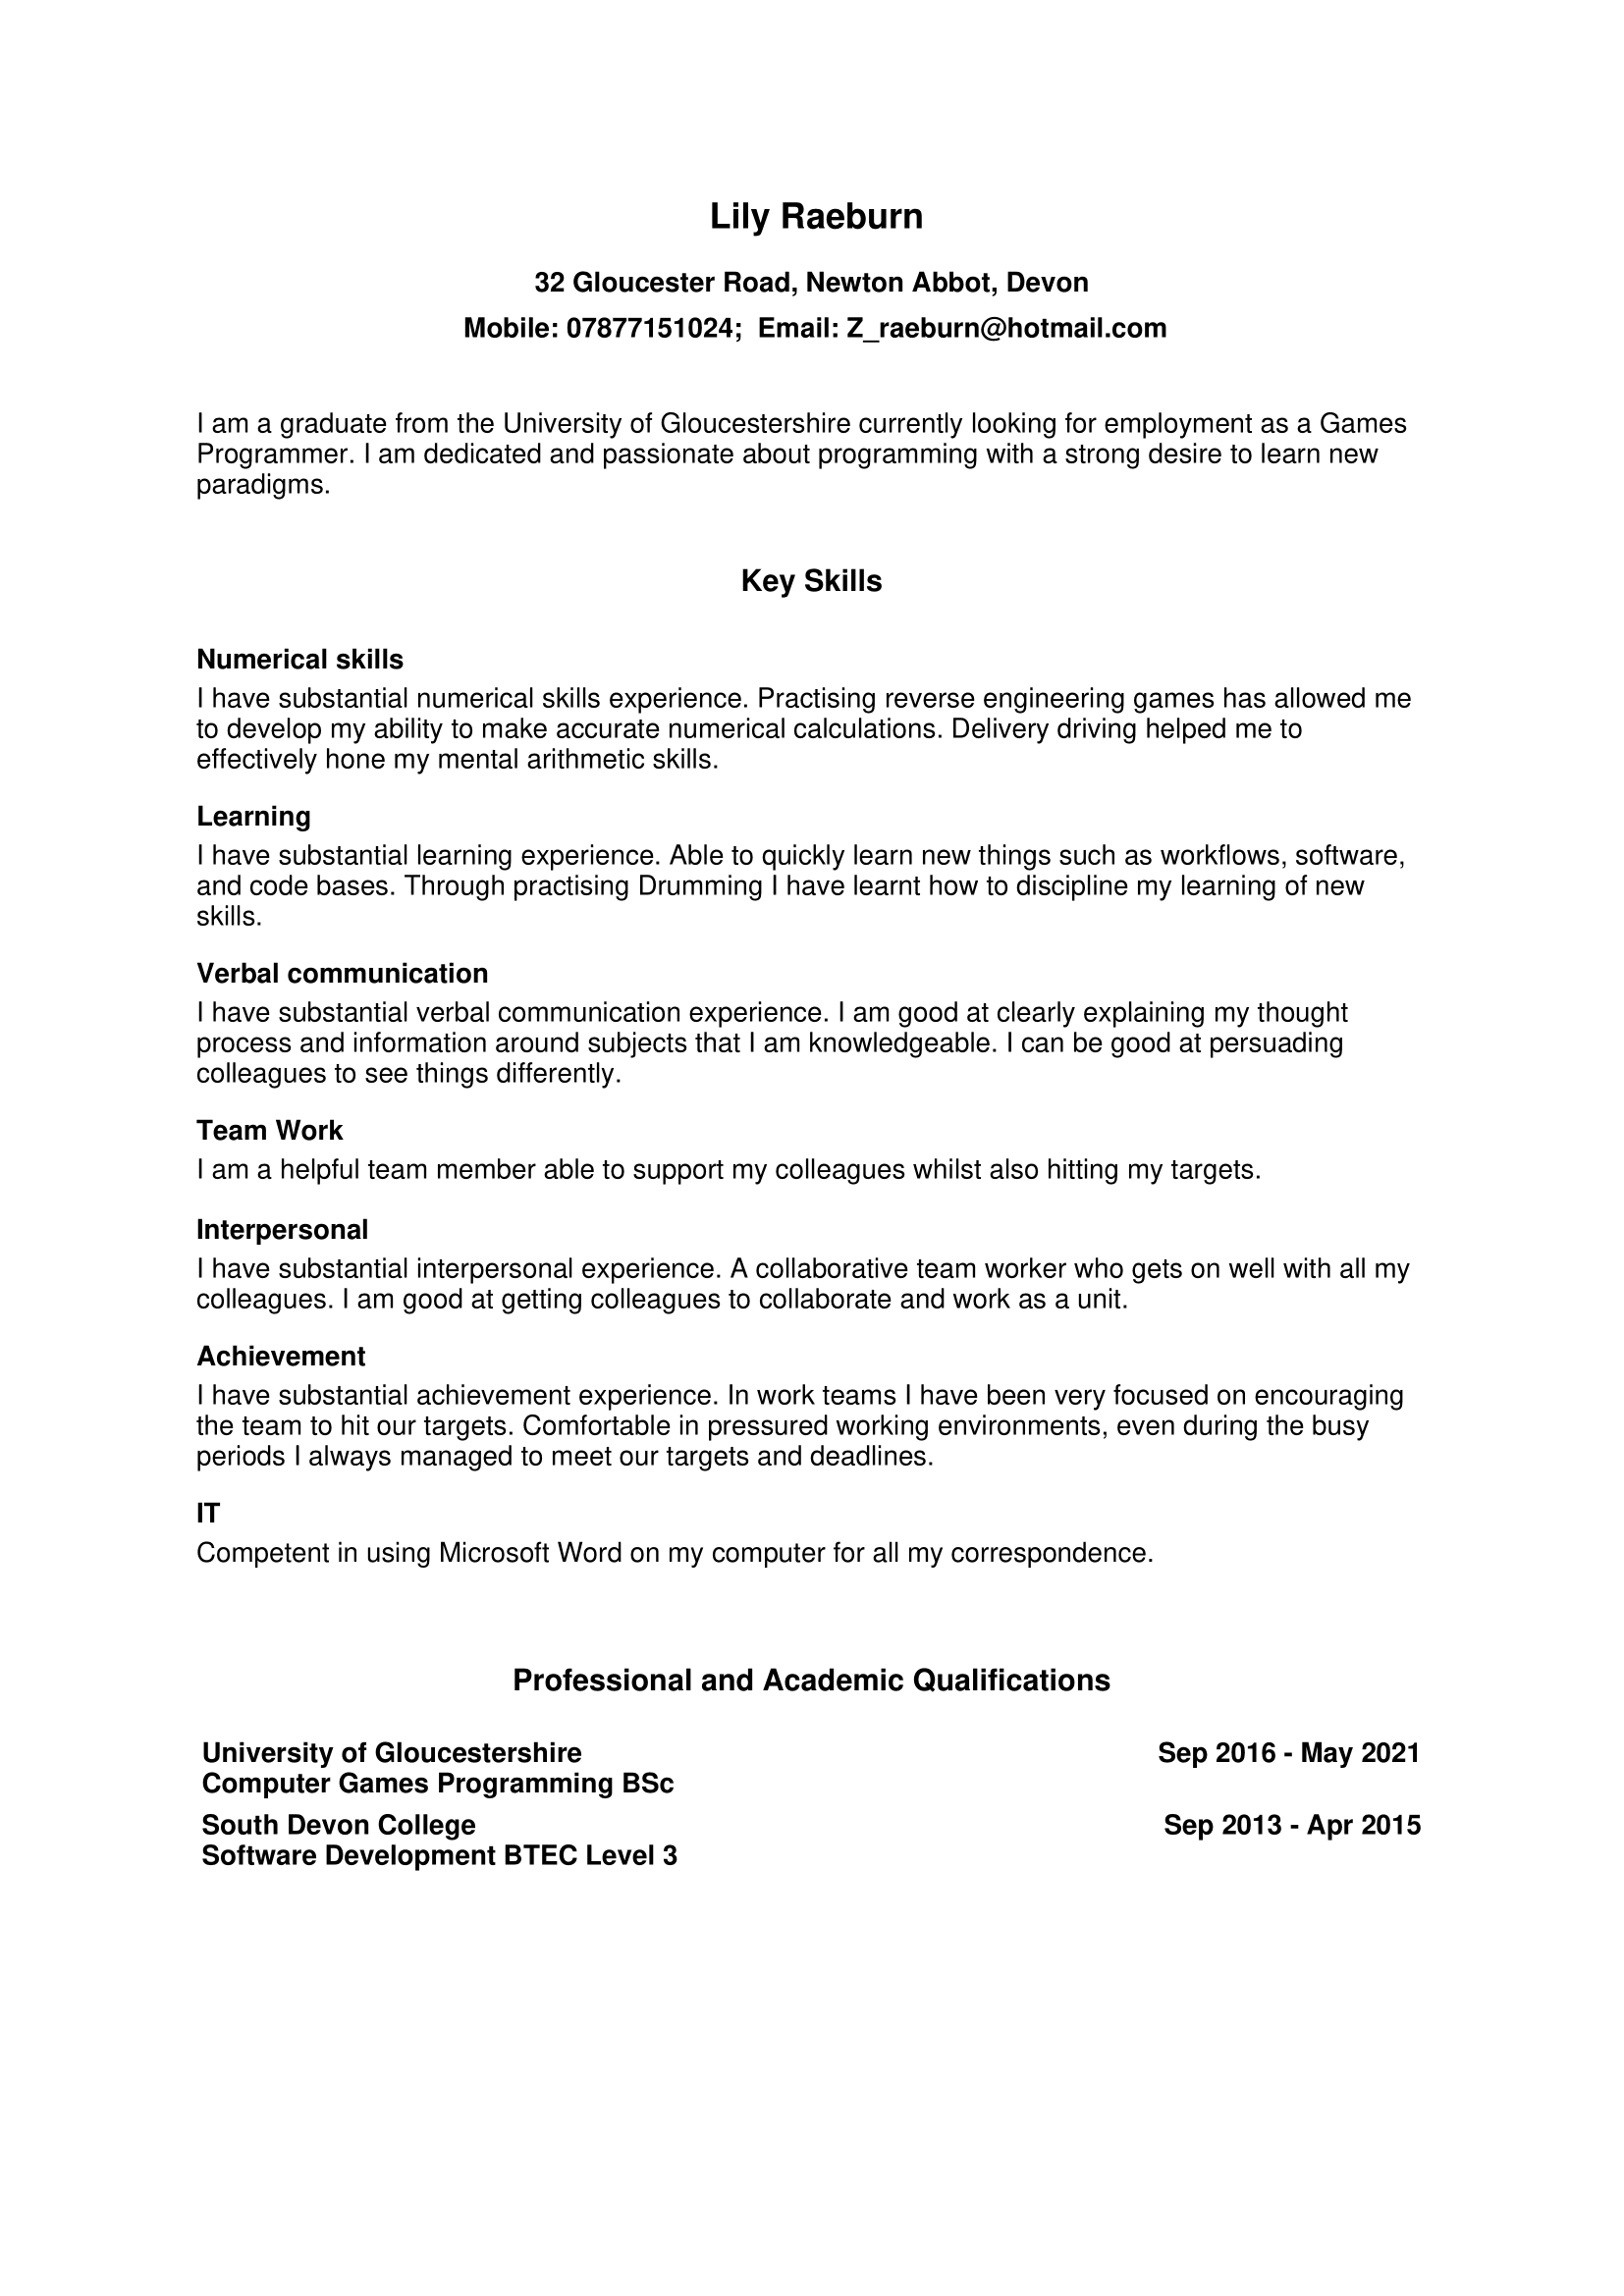 Lily Raeburn
32 Gloucester Road, Newton Abbot, Devon
Mobile: 07877151024;  Email: Z_raeburn@hotmail.com
I am a graduate from the University of Gloucestershire currently looking for employment as a Games
Programmer. I am dedicated and passionate about programming with a strong desire to learn new
paradigms.
Key Skills
Numerical skills
I have substantial numerical skills experience. Practising reverse engineering games has allowed me
to develop my ability to make accurate numerical calculations. Delivery driving helped me to
effectively hone my mental arithmetic skills.
Learning
I have substantial learning experience. Able to quickly learn new things such as workflows, software,
and code bases. Through practising Drumming I have learnt how to discipline my learning of new
skills.
Verbal communication
I have substantial verbal communication experience. I am good at clearly explaining my thought
process and information around subjects that I am knowledgeable. I can be good at persuading
colleagues to see things differently.
Team Work
I am a helpful team member able to support my colleagues whilst also hitting my targets.
Interpersonal
I have substantial interpersonal experience. A collaborative team worker who gets on well with all my
colleagues. I am good at getting colleagues to collaborate and work as a unit.
Achievement
I have substantial achievement experience. In work teams I have been very focused on encouraging
the team to hit our targets. Comfortable in pressured working environments, even during the busy
periods I always managed to meet our targets and deadlines.
IT
Competent in using Microsoft Word on my computer for all my correspondence.
Professional and Academic Qualifications
University of Gloucestershire Sep 2016 - May 2021
Computer Games Programming BSc
South Devon College Sep 2013 - Apr 2015
Software Development BTEC Level 3